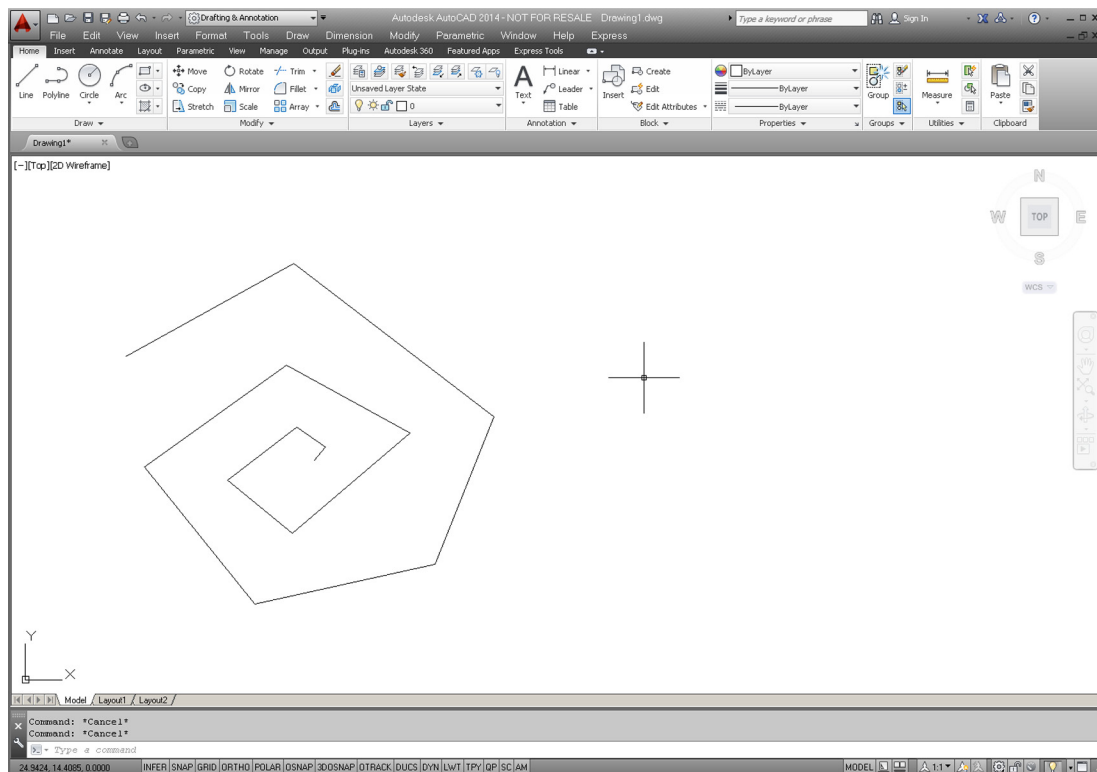 Drafting & Annotation
Autodesk AutoCAD 2014 - NOT FOR RESALE Drawing1.dwg
Type a keyword or phrase
Sign In
File Edit View Insert Format Tools Draw Dimension Modify Parametric Window Help Express
Home Insert Annotate Layout Parametric View Manage Output Plug-ins Autodesk 360 Featured Apps Express Tools
Line Polyline Circle Arc
Move Rotate Trim
Copy Mirror Fillet
Stretch Scale Array
Unsaved Layer State
0
Text
Linear
Leader
Table
Insert
Create
Edit
Edit Attributes
ByLayer
ByLayer
ByLayer
Group
Measure
Paste
Draw Modify Layers Annotation Block Properties Groups Utilities Clipboard
Drawing1*
[-][Top][2D Wireframe]
N
W TOP E
S
WCS
Y
X
Model Layout1 Layout2
Command: *Cancel*
Command: *Cancel*
Type a command
24.9424, 14.4085, 0.0000 INFER SNAP GRID ORTHO POLAR OSNAP 3DOSNAP OTRACK DUCS DYN LWT TPY QP SC AM MODEL 1:1